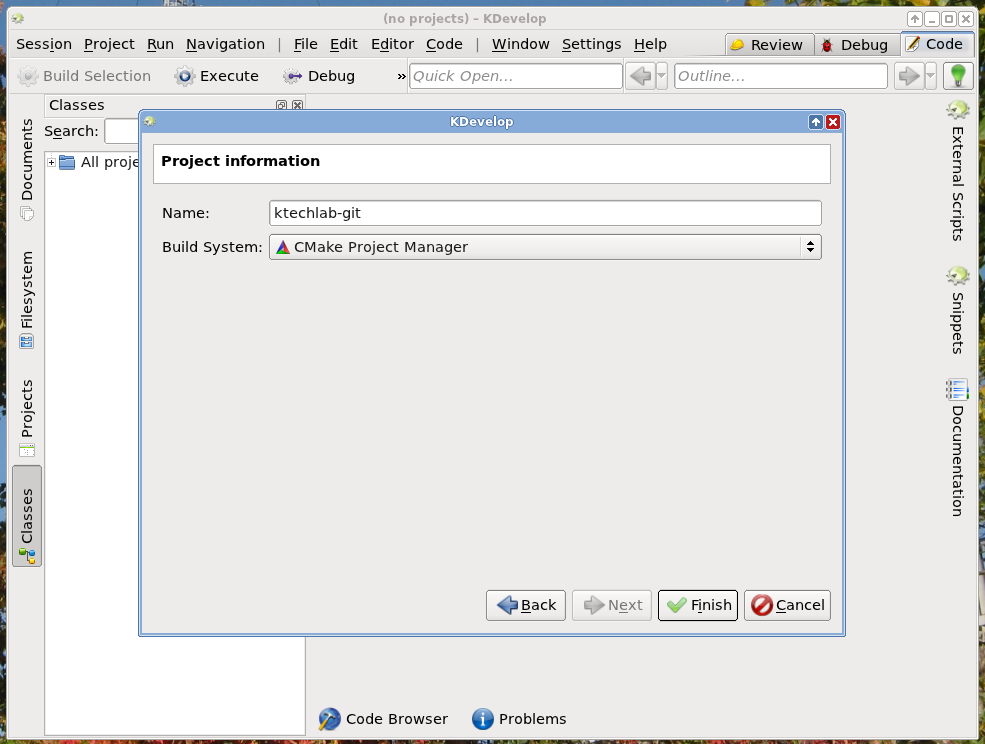 (no projects) – KDevelop
Session Project Run Navigation | File Edit Editor Code | Window Settings Help Review Debug Code
Build Selection Execute Debug » Quick Open... Outline...
Classes
Search:
All proje
Documents
Filesystem
Projects
Classes
KDevelop
Project information
Name: ktechlab-git
Build System: CMake Project Manager
Back Next Finish Cancel
External Scripts
Snippets
Documentation
Code Browser Problems